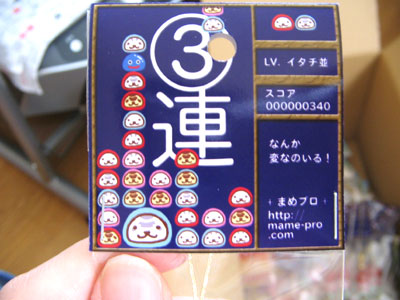 ③
連
LV. イタチ並
スコア
000000340
なんか
変なのいる!
まめプロ
http://
mame-pro
.com